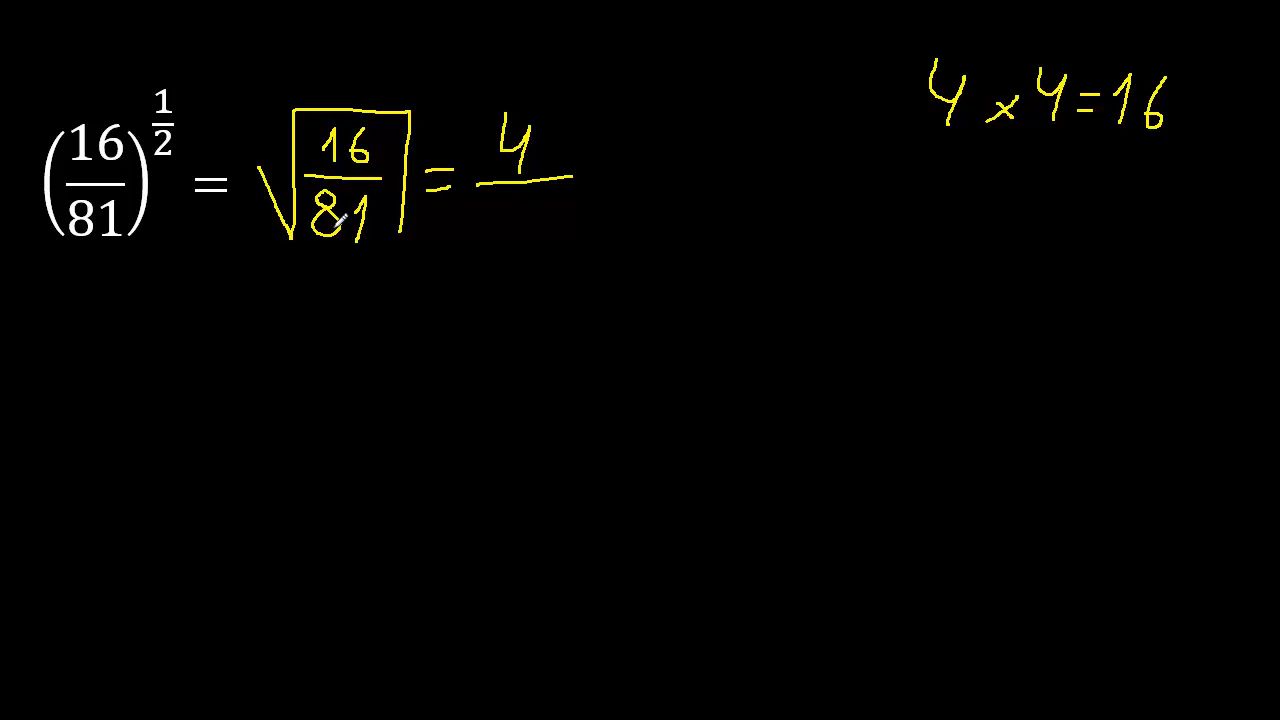 (16/81)^(1/2) = √(16/81) = 4/
4 × 4 = 16